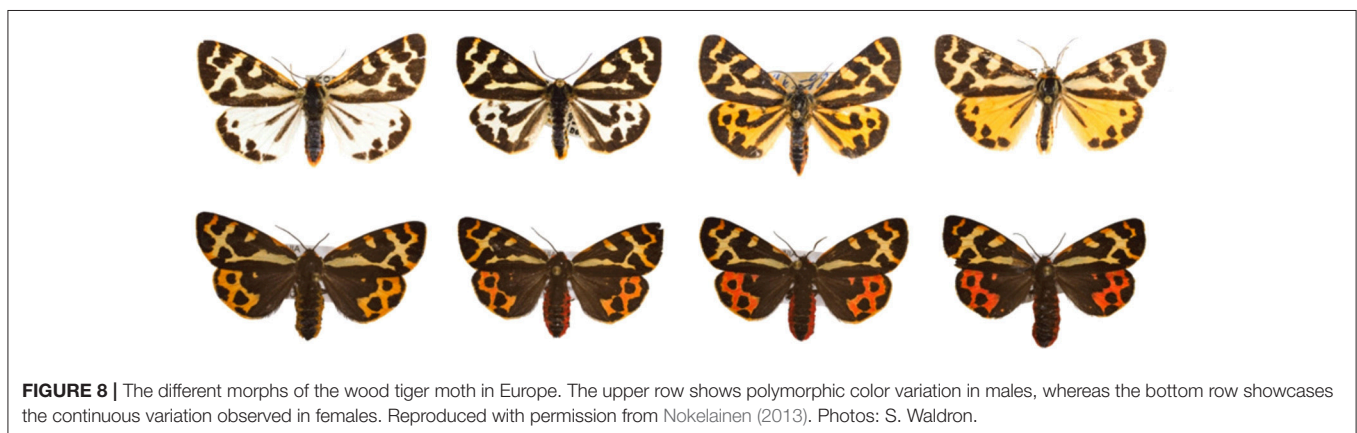 FIGURE 8 | The different morphs of the wood tiger moth in Europe. The upper row shows polymorphic color variation in males, whereas the bottom row showcases
the continuous variation observed in females. Reproduced with permission from Nokelainen (2013). Photos: S. Waldron.